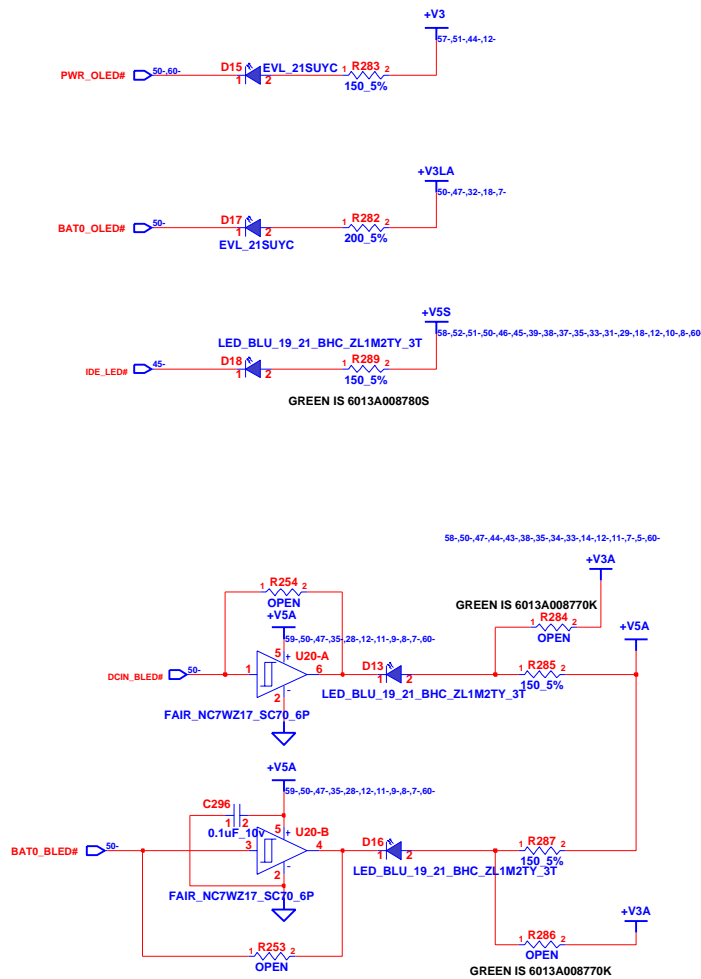 +V3
57-,51-,44-,12-
PWR_OLED#
50-,60-
D15
EVL_21SUYC
1
2
1
R283
2
150_5%
+V3LA
50-,47-,32-,18-,7-
BAT0_OLED#
50-
D17
1
2
EVL_21SUYC
1
R282
2
200_5%
+V5S
58-,52-,51-,50-,46-,45-,39-,38-,37-,35-,33-,31-,29-,18-,12-,10-,8-,60
LED_BLU_19_21_BHC_ZL1M2TY_3T
IDE_LED#
45-
D18
1
2
1
R289
2
150_5%
GREEN IS 6013A008780S
58-,50-,47-,44-,43-,38-,35-,34-,33-,14-,12-,11-,7-,5-,60-
+V3A
1
R254
2
OPEN
GREEN IS 6013A008770K
+V5A
59-,50-,47-,35-,28-,12-,11-,9-,8-,7-,60-
1
R284
2
OPEN
+V5A
DCIN_BLED#
50-
1
5
+
U20-A
6
2
-
D13
1
2
LED_BLU_19_21_BHC_ZL1M2TY_3T
1
R285
2
150_5%
FAIR_NC7WZ17_SC70_6P
+V5A
59-,50-,47-,35-,28-,12-,11-,9-,8-,7-,60-
C296
1
2
0.1uF_10v
BAT0_BLED#
50-
3
5
+
U20-B
4
2
-
D16
1
2
LED_BLU_19_21_BHC_ZL1M2TY_3T
1
R287
2
150_5%
FAIR_NC7WZ17_SC70_6P
+V3A
1
R253
2
OPEN
1
R286
2
OPEN
GREEN IS 6013A008770K